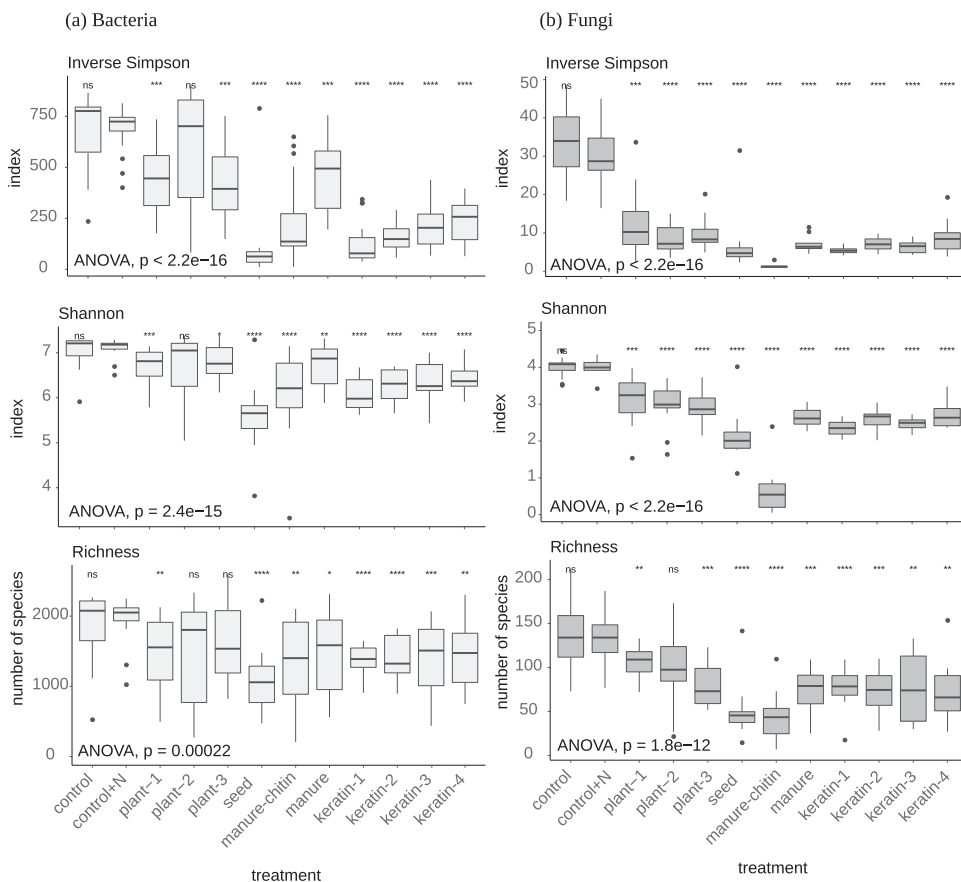 (a) Bacteria
Inverse Simpson
ns *** ns *** **** **** *** **** **** **** ****
index
750
500
250
0
ANOVA, p < 2.2e−16
Shannon
ns *** ns * **** **** ** **** **** **** ****
index
7
6
5
4
ANOVA, p = 2.4e−15
Richness
ns ** ns ns **** ** * **** **** *** **
number of species
2000
1000
0
ANOVA, p = 0.00022
control
control+N
plant−1
plant−2
plant-3
seed
manure-chitin
manure
keratin-1
keratin-2
keratin-3
keratin-4
treatment
(b) Fungi
Inverse Simpson
ns *** **** **** **** **** **** **** **** **** ****
index
50
40
30
20
10
0
ANOVA, p < 2.2e−16
Shannon
ns *** **** **** **** **** **** **** **** **** ****
index
5
4
3
2
1
0
ANOVA, p < 2.2e−16
Richness
ns ** ns *** **** **** *** **** *** ** **
number of species
200
150
100
50
0
ANOVA, p = 1.8e−12
control
control+N
plant−1
plant−2
plant-3
seed
manure-chitin
manure
keratin-1
keratin-2
keratin-3
keratin-4
treatment